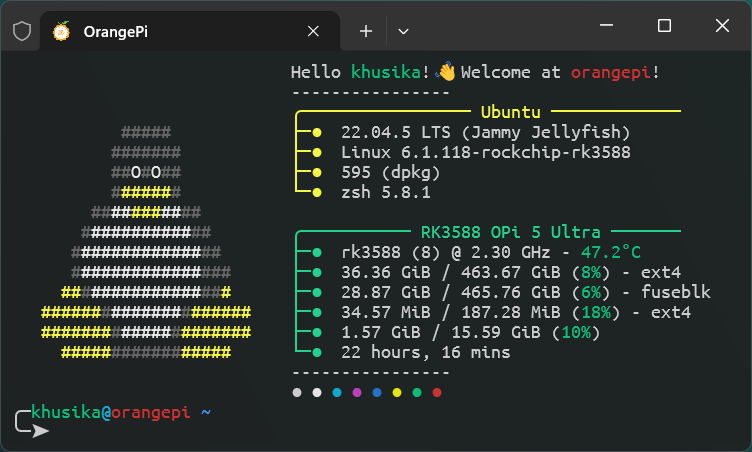 OrangePi
Hello khusika! 👋 Welcome at orangepi!
----------------
Ubuntu
22.04.5 LTS (Jammy Jellyfish)
Linux 6.1.118-rockchip-rk3588
595 (dpkg)
zsh 5.8.1
RK3588 OPi 5 Ultra
rk3588 (8) @ 2.30 GHz - 47.2°C
36.36 GiB / 463.67 GiB (8%) - ext4
28.87 GiB / 465.76 GiB (6%) - fuseblk
34.57 MiB / 187.28 MiB (18%) - ext4
1.57 GiB / 15.59 GiB (10%)
22 hours, 16 mins
----------------
#####
#######
##O#O##
#######
###########
############
###############
################
#################
#####################
#####################
#################
khusika@orangepi ~